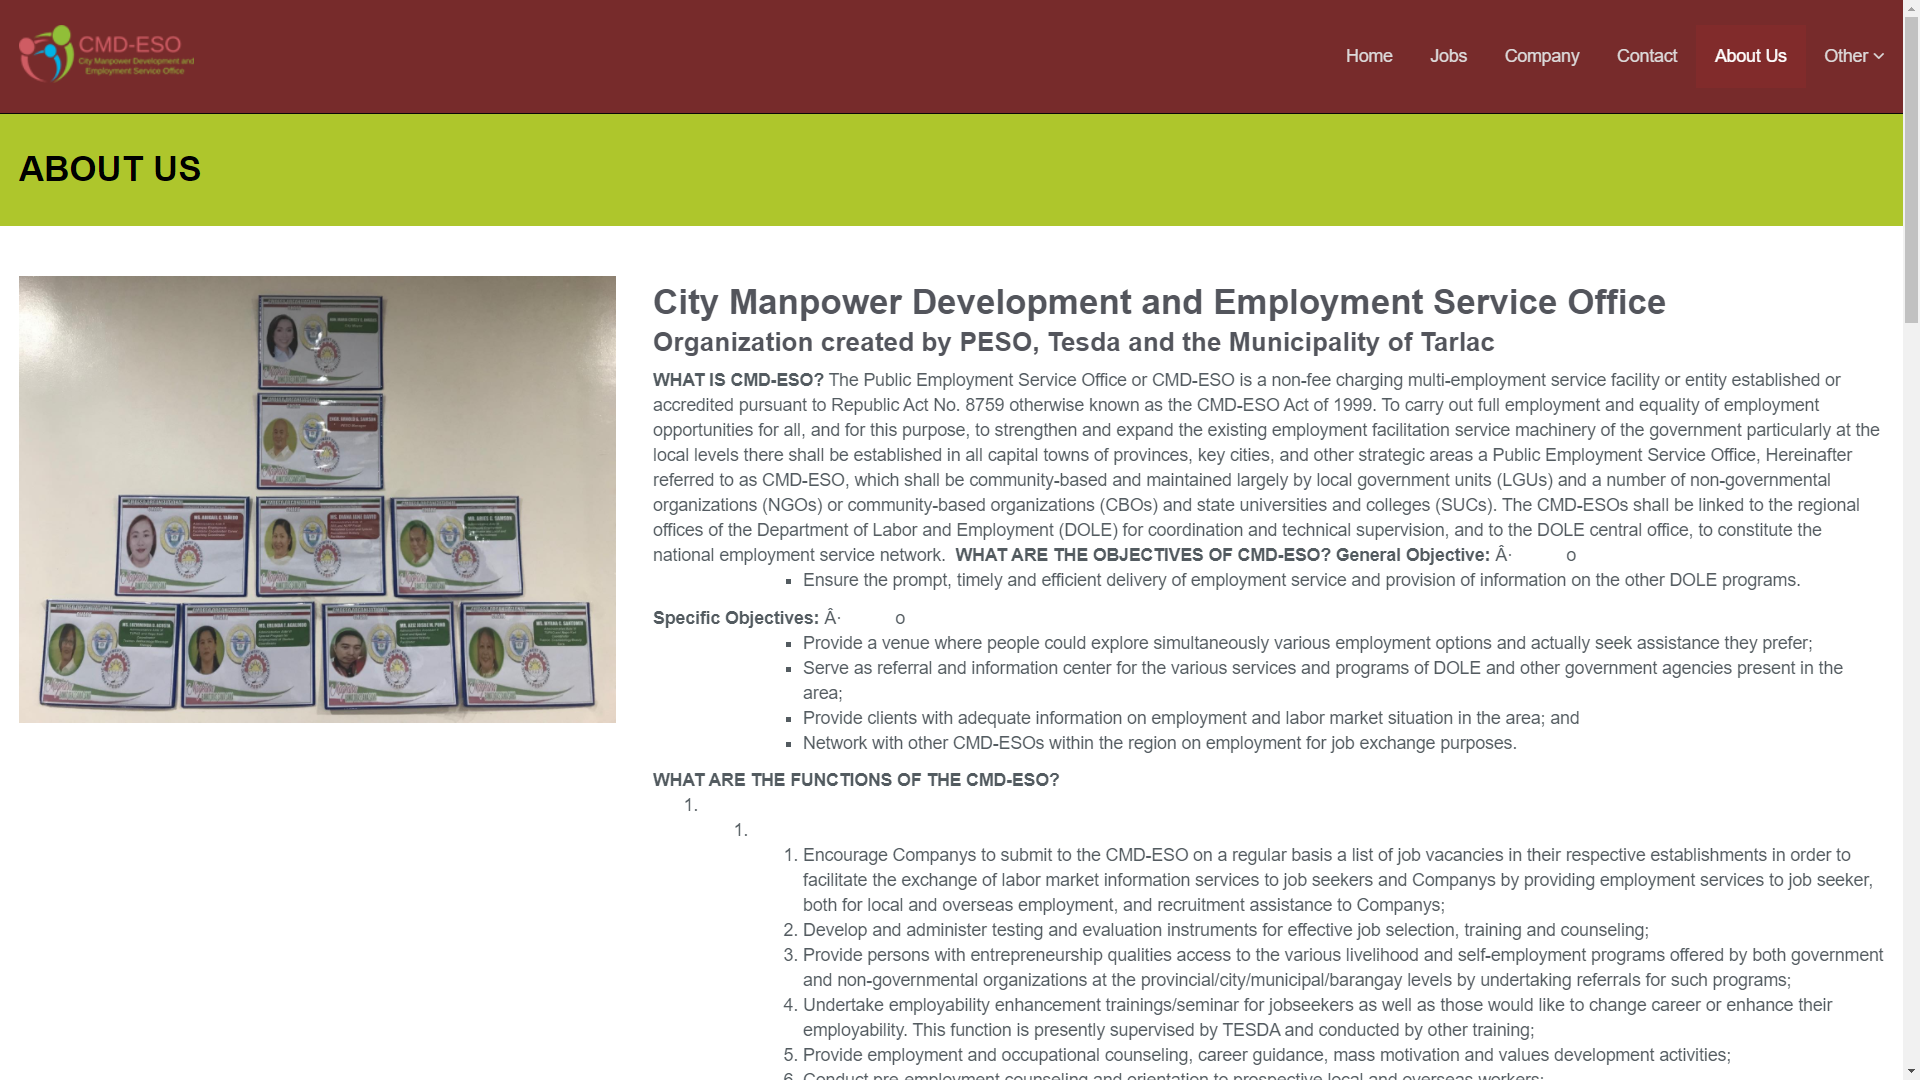 CMD-ESO
City Manpower Development and
Employment Service Office
Home
Jobs
Company
Contact
About Us
Other
ABOUT US
City Manpower Development and Employment Service Office
Organization created by PESO, Tesda and the Municipality of Tarlac
WHAT IS CMD-ESO? The Public Employment Service Office or CMD-ESO is a non-fee charging multi-employment service facility or entity established or
accredited pursuant to Republic Act No. 8759 otherwise known as the CMD-ESO Act of 1999. To carry out full employment and equality of employment
opportunities for all, and for this purpose, to strengthen and expand the existing employment facilitation service machinery of the government particularly at the
local levels there shall be established in all capital towns of provinces, key cities, and other strategic areas a Public Employment Service Office, Hereinafter
referred to as CMD-ESO, which shall be community-based and maintained largely by local government units (LGUs) and a number of non-governmental
organizations (NGOs) or community-based organizations (CBOs) and state universities and colleges (SUCs). The CMD-ESOs shall be linked to the regional
offices of the Department of Labor and Employment (DOLE) for coordination and technical supervision, and to the DOLE central office, to constitute the
national employment service network. WHAT ARE THE OBJECTIVES OF CMD-ESO? General Objective: Â· o
▪ Ensure the prompt, timely and efficient delivery of employment service and provision of information on the other DOLE programs.
Specific Objectives: Â· o
▪ Provide a venue where people could explore simultaneously various employment options and actually seek assistance they prefer;
▪ Serve as referral and information center for the various services and programs of DOLE and other government agencies present in the
area;
▪ Provide clients with adequate information on employment and labor market situation in the area; and
▪ Network with other CMD-ESOs within the region on employment for job exchange purposes.
WHAT ARE THE FUNCTIONS OF THE CMD-ESO?
1.
1.
1. Encourage Companys to submit to the CMD-ESO on a regular basis a list of job vacancies in their respective establishments in order to
facilitate the exchange of labor market information services to job seekers and Companys by providing employment services to job seeker,
both for local and overseas employment, and recruitment assistance to Companys;
2. Develop and administer testing and evaluation instruments for effective job selection, training and counseling;
3. Provide persons with entrepreneurship qualities access to the various livelihood and self-employment programs offered by both government
and non-governmental organizations at the provincial/city/municipal/barangay levels by undertaking referrals for such programs;
4. Undertake employability enhancement trainings/seminar for jobseekers as well as those would like to change career or enhance their
employability. This function is presently supervised by TESDA and conducted by other training;
5. Provide employment and occupational counseling, career guidance, mass motivation and values development activities;
6. Conduct pre-employment counseling and orientation to prospective local and overseas workers;